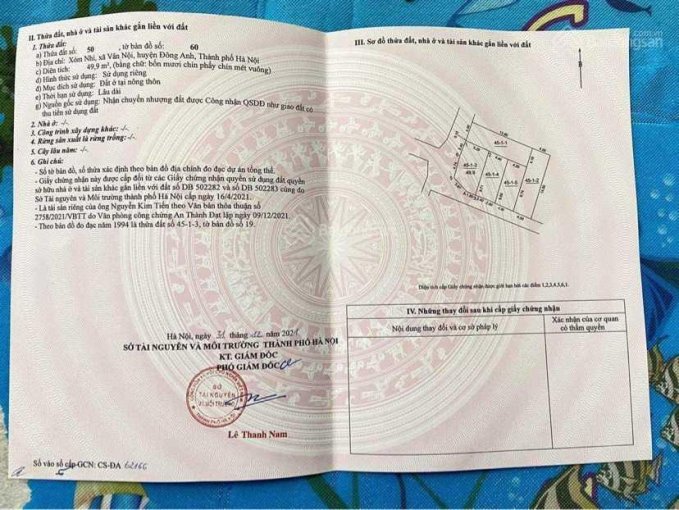 II. Thửa đất, nhà ở và tài sản khác gắn liền với đất
1. Thửa đất:
a) Thửa đất số: 50 , tờ bản đồ số: 60
b) Địa chỉ: Xóm Nhì, xã Vân Nội, huyện Đông Anh, Thành phố Hà Nội
c) Diện tích: 49,9 m², (bằng chữ: bốn mươi chín phẩy chín mét vuông)
d) Hình thức sử dụng: Sử dụng riêng
đ) Mục đích sử dụng: Đất ở tại nông thôn
e) Thời hạn sử dụng: Lâu dài
g) Nguồn gốc sử dụng: Nhận chuyển nhượng đất được Công nhận QSDĐ như giao đất có
thu tiền sử dụng đất
2. Nhà ở: -/-
3. Công trình xây dựng khác: -/-
4. Rừng sản xuất là rừng trồng: -/-
5. Cây lâu năm: -/-
6. Ghi chú:
- Số tờ bản đồ, số thửa xác định theo bản đồ địa chính đo đạc dự án tổng thể.
- Giấy chứng nhận này được cấp đổi từ các Giấy chứng nhận quyền sử dụng đất quyền
sở hữu nhà ở và tài sản khác gắn liền với đất số DB 502282 và số DB 502283 cùng do
Sở Tài nguyên và Môi trường thành phố Hà Nội cấp ngày 16/4/2021.
- Là tài sản riêng của ông Nguyễn Kim Tiến theo Văn bản thỏa thuận số
2758/2021/VBTT do Văn phòng công chứng An Thành Đạt lập ngày 09/12/2021.
- Theo bản đồ đo đạc năm 1994 là thửa đất số 45-1-3, tờ bản đồ số 19.
Hà Nội, ngày 31 tháng 12 năm 2021
SỞ TÀI NGUYÊN VÀ MÔI TRƯỜNG THÀNH PHỐ HÀ NỘI
KT. GIÁM ĐỐC
PHÓ GIÁM ĐỐC
SỞ
TÀI NGUYÊN
VÀ MÔI TRƯỜNG
Lê Thanh Nam
Số vào sổ cấp GCN: CS-ĐA 62166
III. Sơ đồ thửa đất, nhà ở và tài sản khác gắn liền với đất
45-1-1
45-1-2
45-1-4
45-1-5
Diện tích cấp Giấy chứng nhận được giới hạn bởi các điểm 1,2,3,4,5,6,1.
IV. Những thay đổi sau khi cấp giấy chứng nhận
Nội dung thay đổi và cơ sở pháp lý
Xác nhận của cơ quan
có thẩm quyền